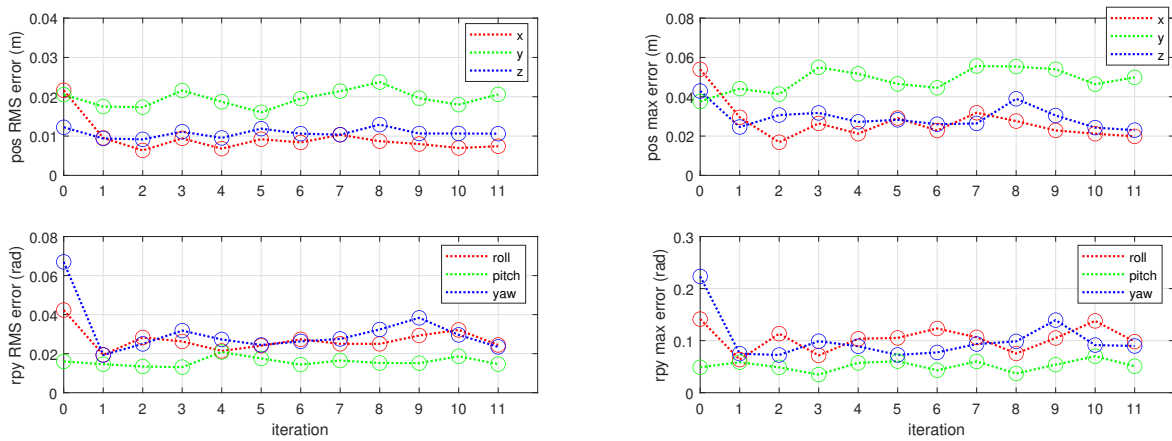 pos RMS error (m)
0.04
0.03
0.02
0.01
0
0 1 2 3 4 5 6 7 8 9 10 11
x
y
z
pos max error (m)
0.08
0.06
0.04
0.02
0
0 1 2 3 4 5 6 7 8 9 10 11
x
y
z
rpy RMS error (rad)
0.08
0.06
0.04
0.02
0
0 1 2 3 4 5 6 7 8 9 10 11
iteration
roll
pitch
yaw
rpy max error (rad)
0.3
0.2
0.1
0
0 1 2 3 4 5 6 7 8 9 10 11
iteration
roll
pitch
yaw